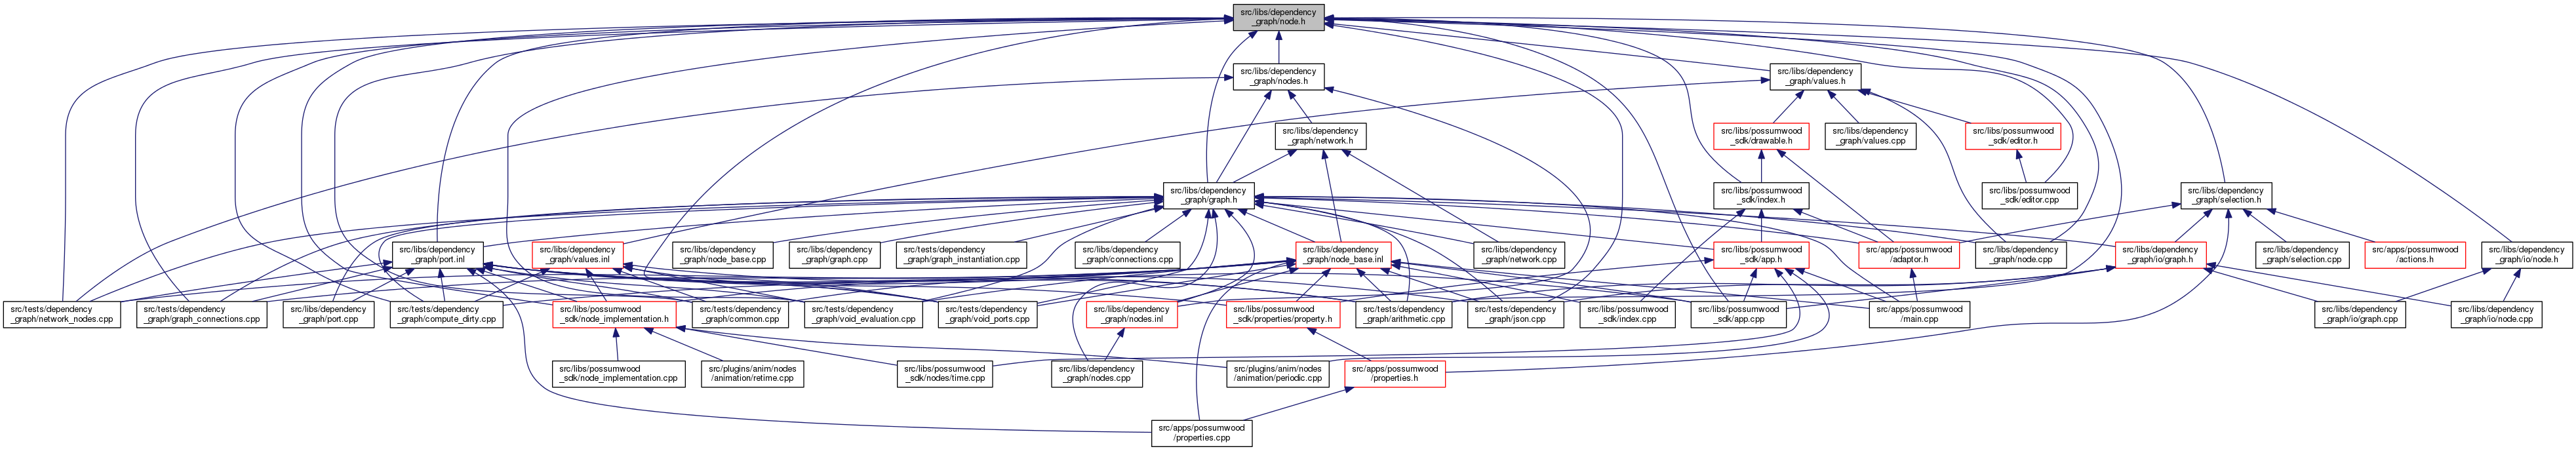 src/libs/dependency
_graph/node.h
src/libs/dependency
_graph/nodes.h
src/libs/dependency
_graph/values.h
src/libs/dependency
_graph/network.h
src/libs/possumwood
_sdk/drawable.h
src/libs/dependency
_graph/values.cpp
src/libs/possumwood
_sdk/editor.h
src/libs/dependency
_graph/graph.h
src/libs/possumwood
_sdk/index.h
src/libs/possumwood
_sdk/editor.cpp
src/libs/dependency
_graph/selection.h
src/libs/dependency
_graph/port.inl
src/libs/dependency
_graph/values.inl
src/libs/dependency
_graph/node_base.cpp
src/libs/dependency
_graph/graph.cpp
src/tests/dependency
_graph/graph_instantiation.cpp
src/libs/dependency
_graph/connections.cpp
src/libs/dependency
_graph/node_base.inl
src/libs/dependency
_graph/network.cpp
src/libs/possumwood
_sdk/app.h
src/apps/possumwood
/adaptor.h
src/libs/dependency
_graph/node.cpp
src/libs/dependency
_graph/io/graph.h
src/libs/dependency
_graph/selection.cpp
src/apps/possumwood
/actions.h
src/libs/dependency
_graph/io/node.h
src/tests/dependency
_graph/network_nodes.cpp
src/tests/dependency
_graph/graph_connections.cpp
src/libs/dependency
_graph/port.cpp
src/tests/dependency
_graph/compute_dirty.cpp
src/libs/possumwood
_sdk/node_implementation.h
src/tests/dependency
_graph/common.cpp
src/tests/dependency
_graph/void_evaluation.cpp
src/tests/dependency
_graph/void_ports.cpp
src/libs/dependency
_graph/nodes.inl
src/libs/possumwood
_sdk/properties/property.h
src/tests/dependency
_graph/arithmetic.cpp
src/tests/dependency
_graph/json.cpp
src/libs/possumwood
_sdk/index.cpp
src/libs/possumwood
_sdk/app.cpp
src/apps/possumwood
/main.cpp
src/libs/dependency
_graph/io/graph.cpp
src/libs/dependency
_graph/io/node.cpp
src/libs/possumwood
_sdk/node_implementation.cpp
src/plugins/anim/nodes
/animation/retime.cpp
src/libs/possumwood
_sdk/nodes/time.cpp
src/libs/dependency
_graph/nodes.cpp
src/plugins/anim/nodes
/animation/periodic.cpp
src/apps/possumwood
/properties.h
src/apps/possumwood
/properties.cpp